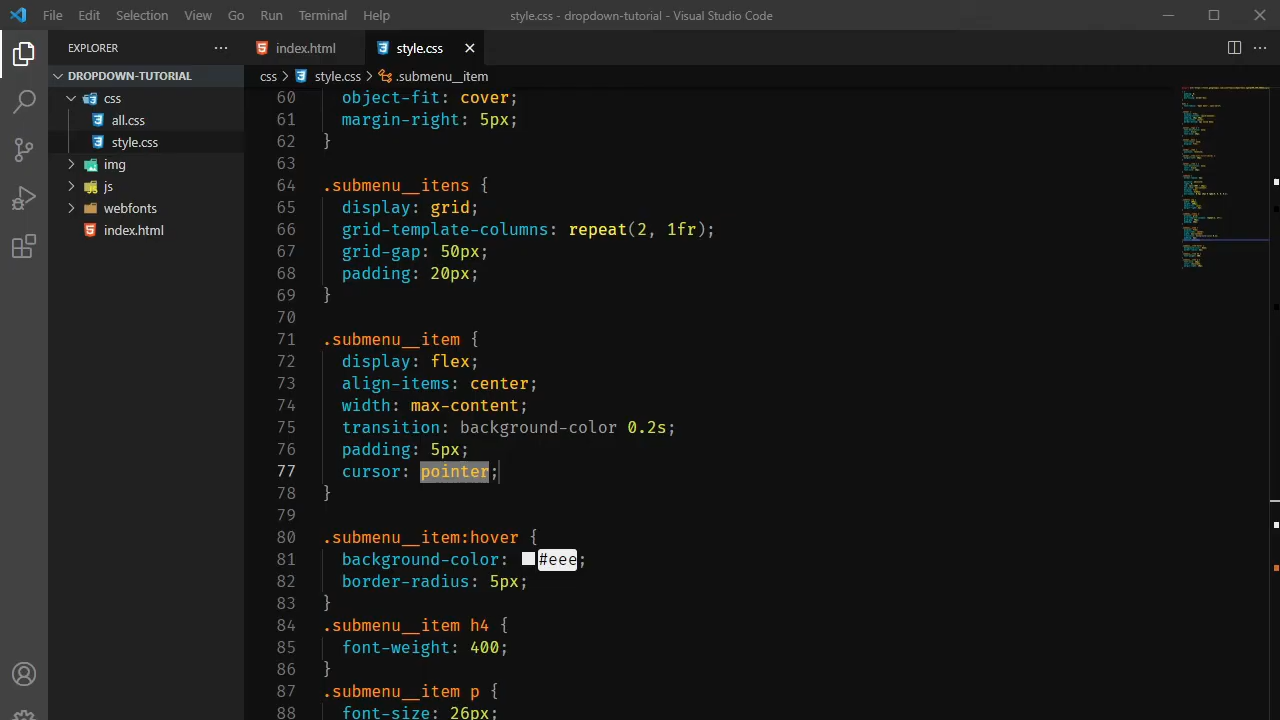 File Edit Selection View Go Run Terminal Help style.css - dropdown-tutorial - Visual Studio Code
EXPLORER
index.html style.css
DROPDOWN-TUTORIAL
css > style.css > .submenu__item
css
all.css
style.css
img
js
webfonts
index.html
60 object-fit: cover;
61 margin-right: 5px;
62 }
63
64 .submenu__itens {
65 display: grid;
66 grid-template-columns: repeat(2, 1fr);
67 grid-gap: 50px;
68 padding: 20px;
69 }
70
71 .submenu__item {
72 display: flex;
73 align-items: center;
74 width: max-content;
75 transition: background-color 0.2s;
76 padding: 5px;
77 cursor: pointer;
78 }
79
80 .submenu__item:hover {
81 background-color: #eee;
82 border-radius: 5px;
83 }
84 .submenu__item h4 {
85 font-weight: 400;
86 }
87 .submenu__item p {
88 font-size: 26px;